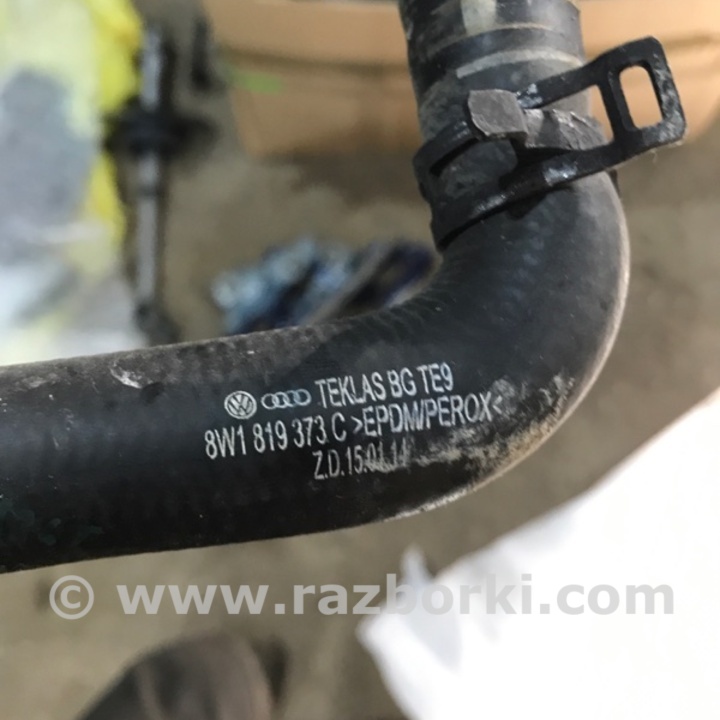 TEKLAS BG TE9
8W1 819 373 C >EPDM/PEROX<
Z.D.15.01.14
© www.razborki.com